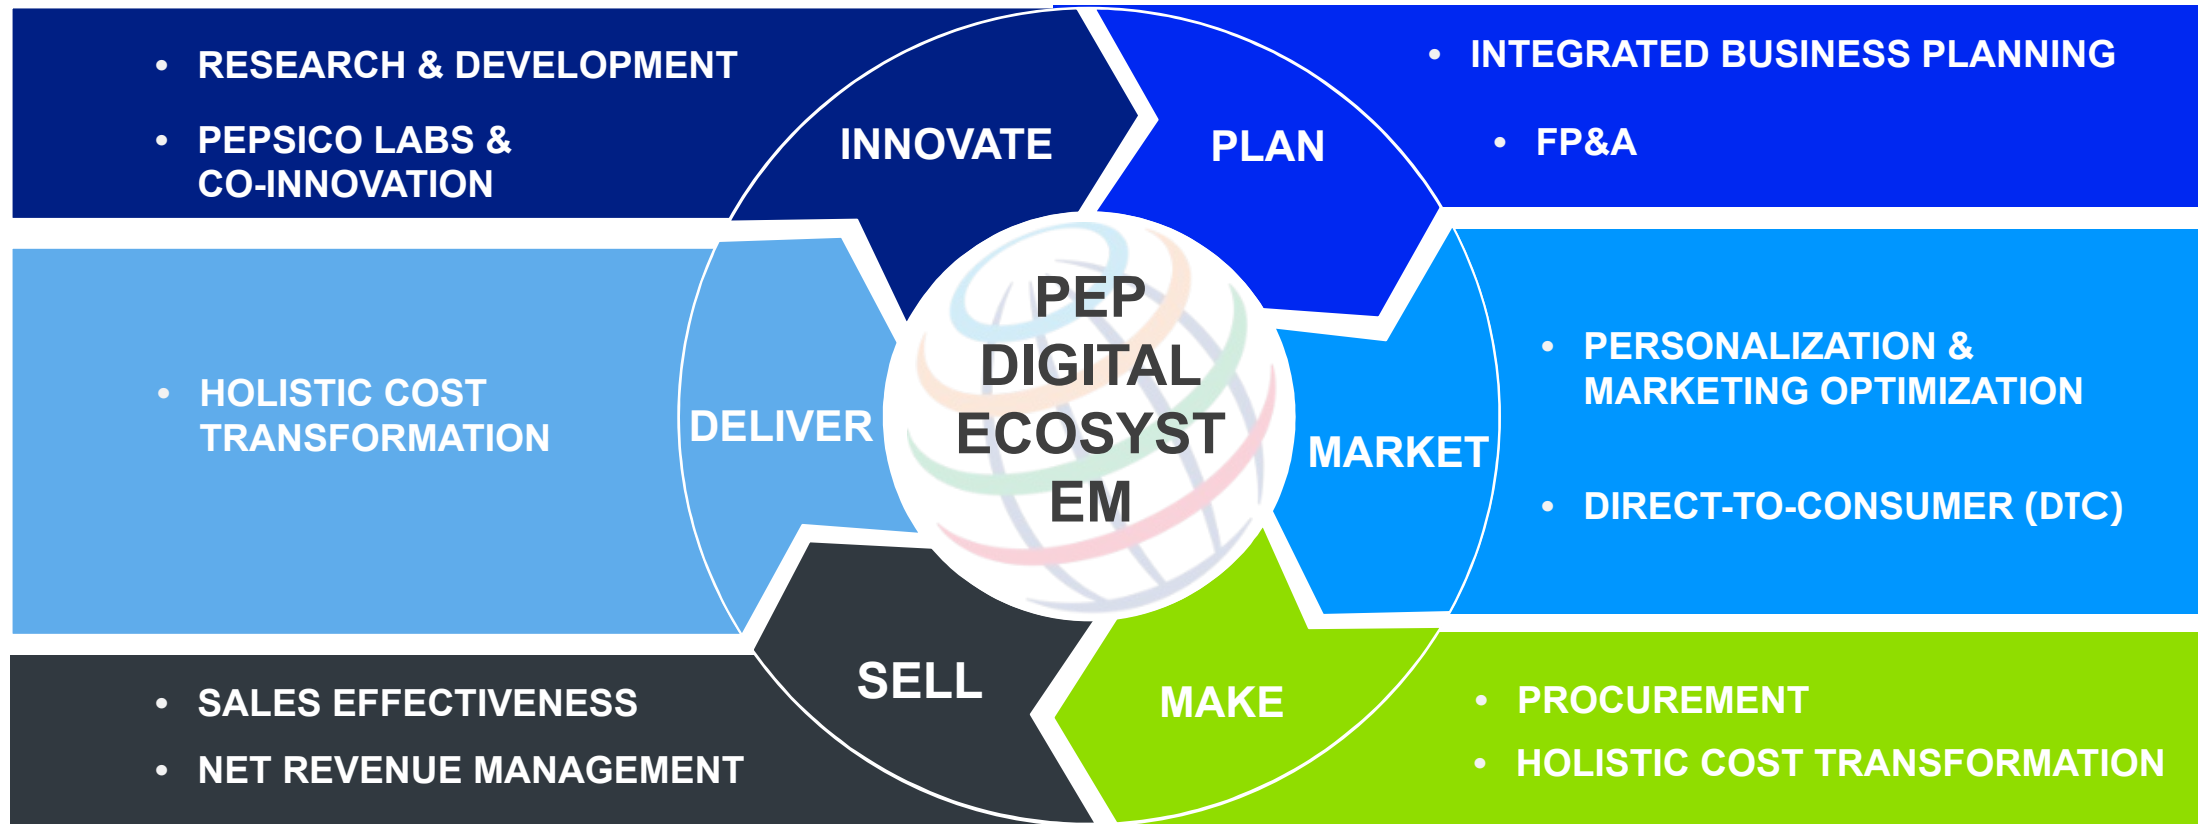 • RESEARCH & DEVELOPMENT
• PEPSICO LABS &
CO-INNOVATION
INNOVATE
PLAN
• INTEGRATED BUSINESS PLANNING
• FP&A
• HOLISTIC COST
TRANSFORMATION
DELIVER
PEP
DIGITAL
ECOSYST
EM
MARKET
• PERSONALIZATION &
MARKETING OPTIMIZATION
• DIRECT-TO-CONSUMER (DTC)
• SALES EFFECTIVENESS
• NET REVENUE MANAGEMENT
SELL
MAKE
• PROCUREMENT
• HOLISTIC COST TRANSFORMATION